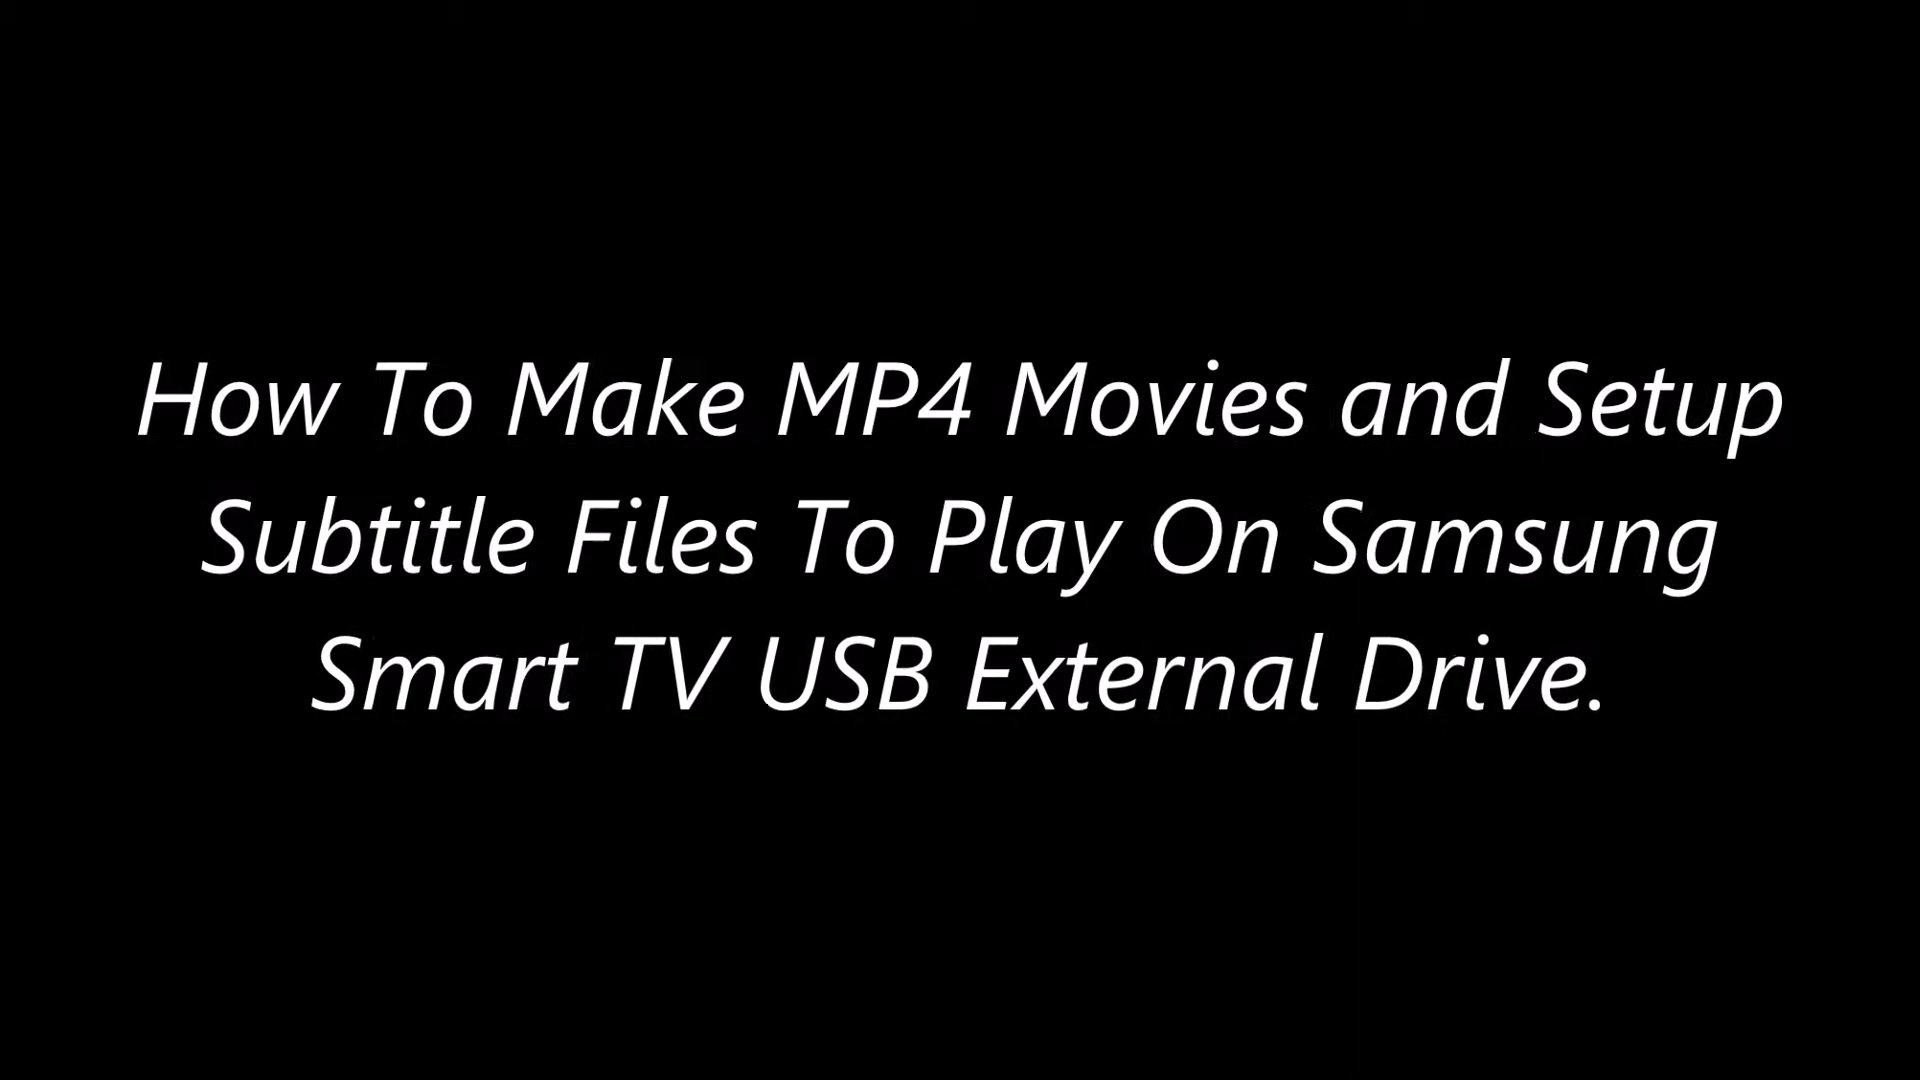 How To Make MP4 Movies and Setup
Subtitle Files To Play On Samsung
Smart TV USB External Drive.